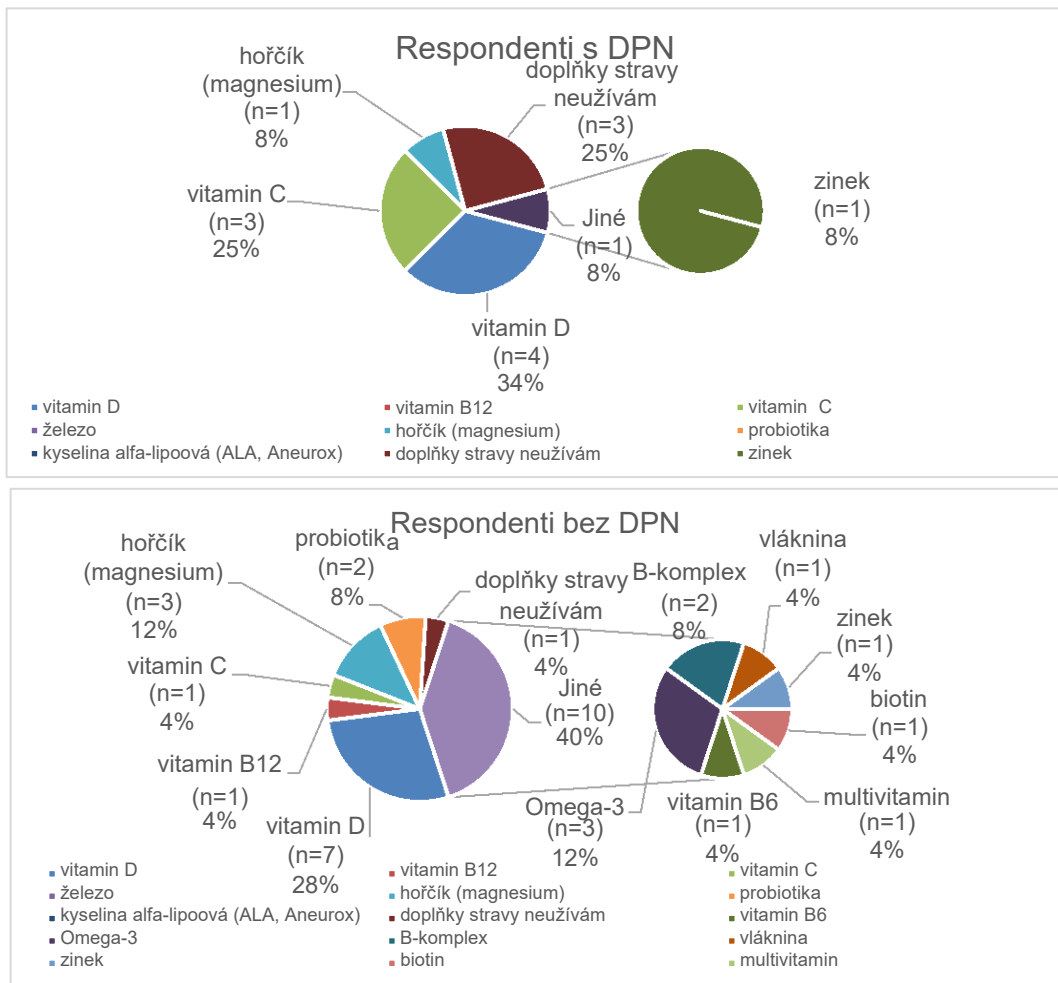 Respondenti s DPN
hořčík
(magnesium)
(n=1)
8%
doplňky stravy
neužívám
(n=3)
25%
vitamin C
(n=3)
25%
Jiné
(n=1)
8%
zinek
(n=1)
8%
vitamin D
(n=4)
34%
vitamin D
vitamin B12
vitamin C
železo
hořčík (magnesium)
probiotika
kyselina alfa-lipoová (ALA, Aneurox)
doplňky stravy neužívám
zinek
Respondenti bez DPN
hořčík
(magnesium)
(n=3)
12%
probiotika
(n=2)
8%
doplňky stravy
neužívám
(n=1)
4%
B-komplex
(n=2)
8%
vláknina
(n=1)
4%
zinek
(n=1)
4%
vitamin C
(n=1)
4%
Jiné
(n=10)
40%
biotin
(n=1)
4%
vitamin B12
(n=1)
4%
vitamin D
(n=7)
28%
Omega-3
(n=3)
12%
vitamin B6
(n=1)
4%
multivitamin
(n=1)
4%
vitamin D
vitamin B12
vitamin C
železo
hořčík (magnesium)
probiotika
kyselina alfa-lipoová (ALA, Aneurox)
doplňky stravy neužívám
vitamin B6
Omega-3
B-komplex
vláknina
zinek
biotin
multivitamin